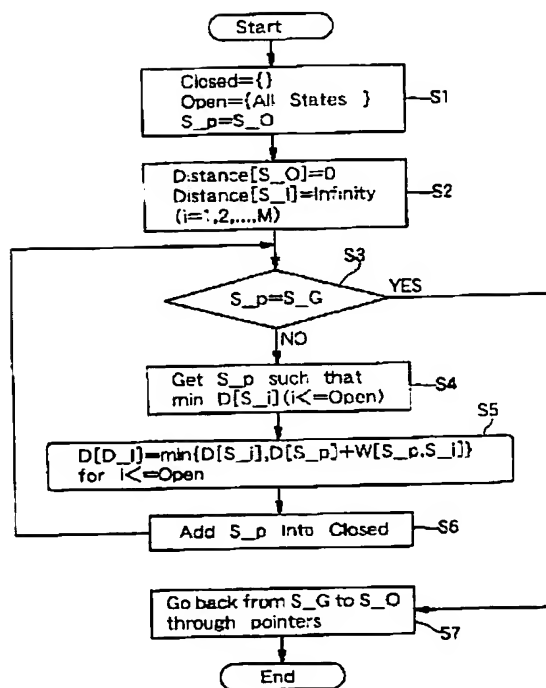 Start
Closed={}
Open={All States }
S_p=S_O
S1
Distance[S_O]=0
Distance[S_I]=Infinity
(i=1,2,...,M)
S2
S3
S_p=S_G
YES
NO
Get S_p such that
min D[S_i](i<=Open)
S4
S5
D[D_I]=min{D[S_i],D[S_p]+W[S_p,S_i]}
for i<=Open
Add S_p Into Closed
S6
Go back from S_G to S_O
through pointers
S7
End